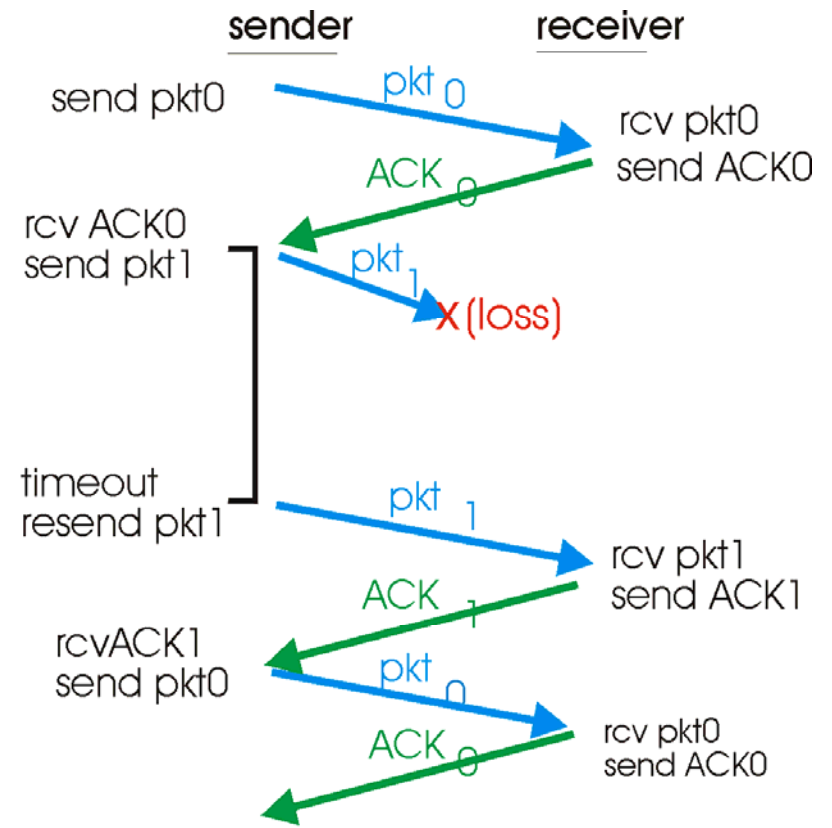 sender
receiver
send pkt0
pkt 0
rcv pkt0
send ACK0
ACK 0
rcv ACK0
send pkt1
pkt 1
X (loss)
timeout
resend pkt1
pkt 1
rcv pkt1
send ACK1
ACK 1
rcvACK1
send pkt0
pkt 0
rcv pkt0
send ACK0
ACK 0